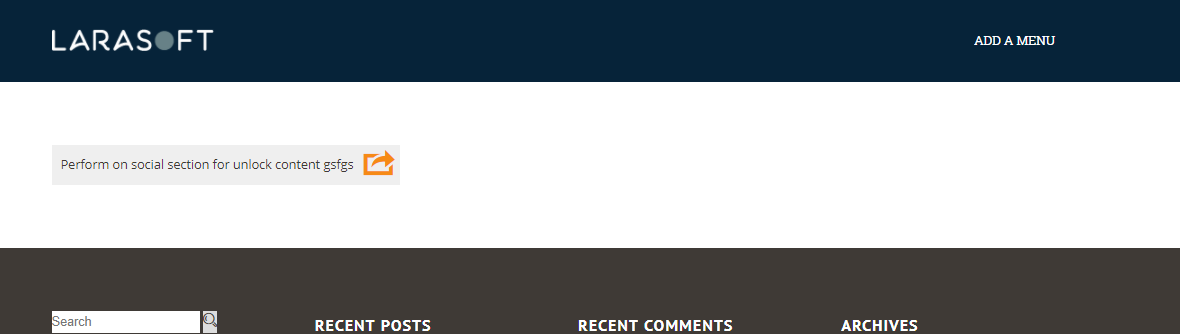 LARASOFT
ADD A MENU
Perform on social section for unlock content gsfgs
Search
RECENT POSTS
RECENT COMMENTS
ARCHIVES